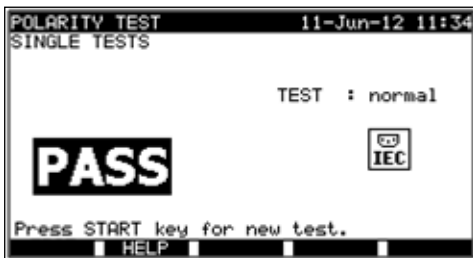 POLARITY TEST 11-Jun-12 11:34
SINGLE TESTS
TEST : normal
PASS
IEC
Press START key for new test.
HELP